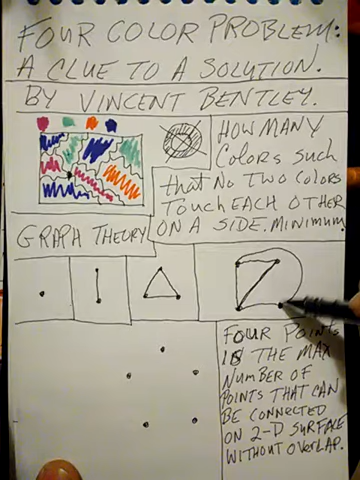 FOUR COLOR PROBLEM:
A CLUE TO A SOLUTION.
BY VINCENT BENTLEY.
HOW MANY
Colors such
that No TWO COLORS
TOUCH EACH OTHER
ON A SIDE. MINIMUM
GRAPH THEORY
FOUR POINTS
IS THE MAX
NUMBER OF
POINTS THAT CAN
BE CONNECTED
ON 2-D SURFACE
WITHOUT OVERLAP.